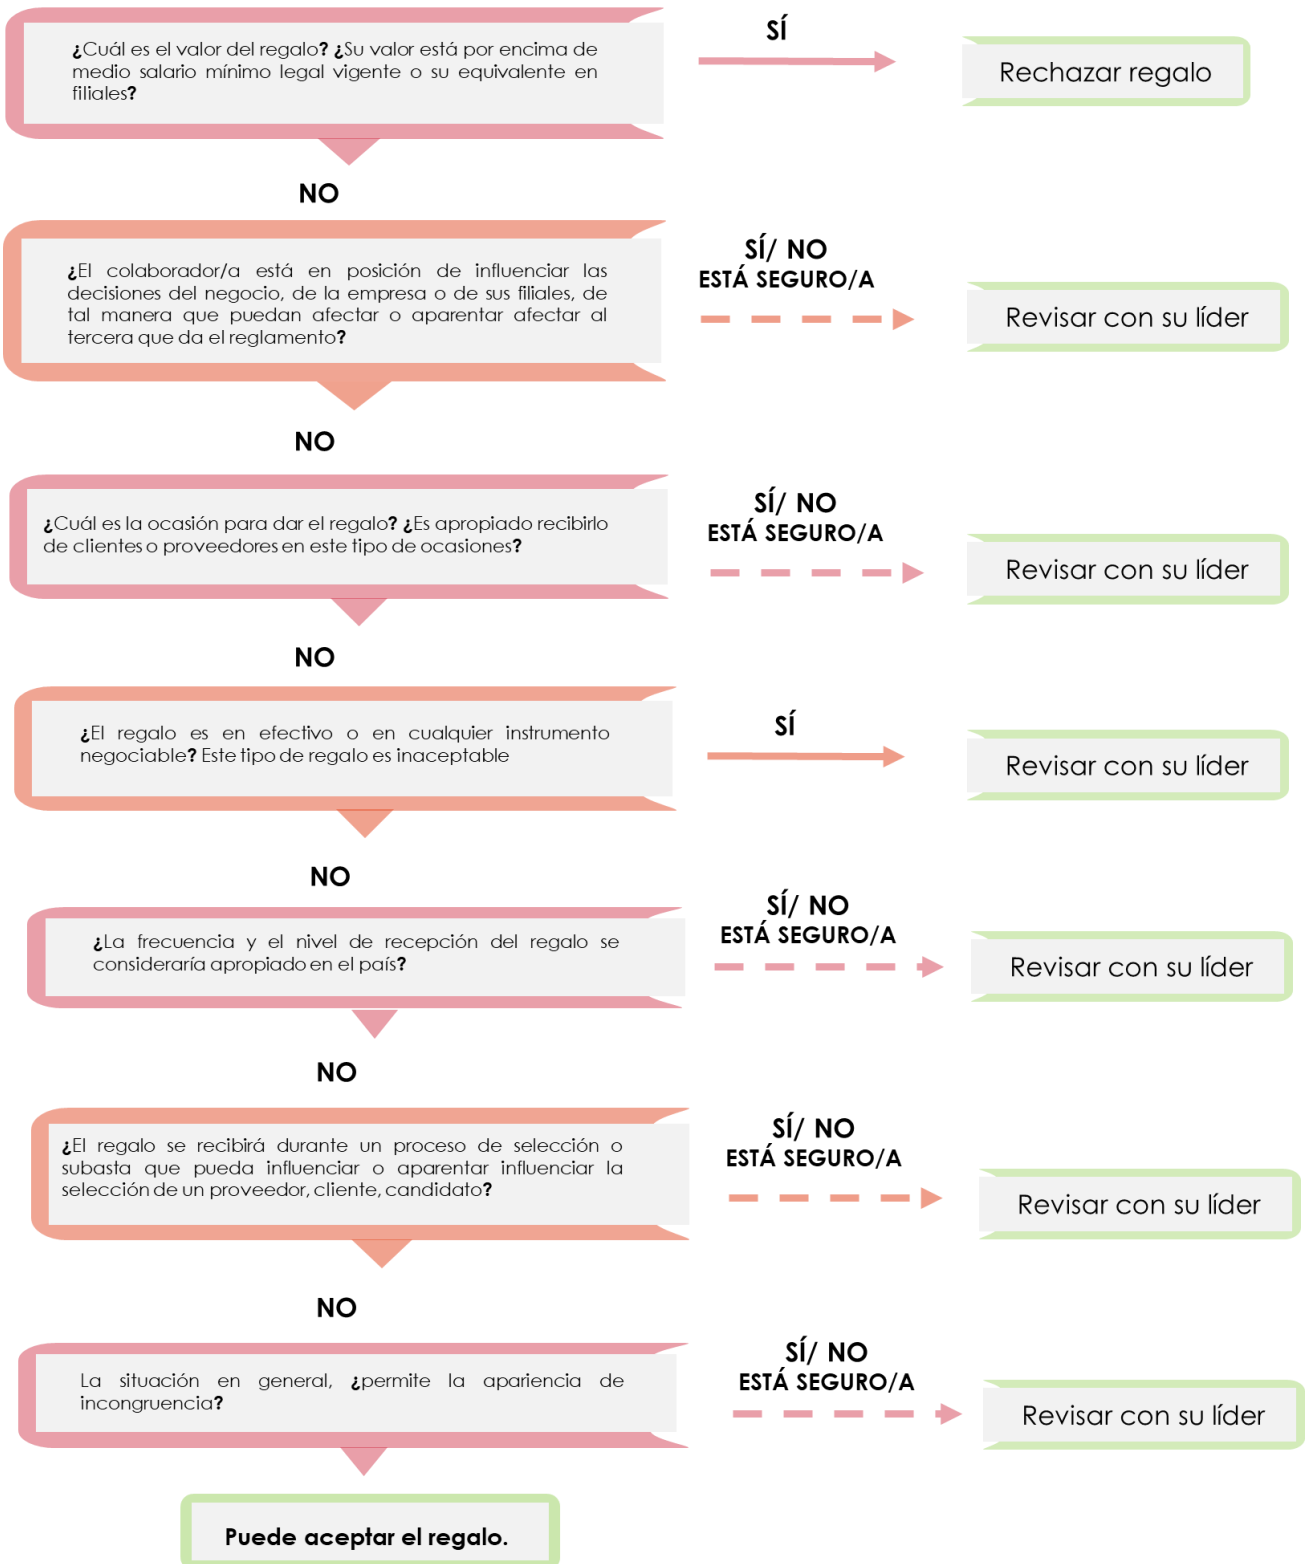 ¿Cuál es el valor del regalo? ¿Su valor está por encima de
medio salario mínimo legal vigente o su equivalente en
filiales?
SÍ
Rechazar regalo
NO
¿El colaborador/a está en posición de influenciar las
decisiones del negocio, de la empresa o de sus filiales, de
tal manera que puedan afectar o aparentar afectar al
tercera que da el reglamento?
SÍ/ NO
ESTÁ SEGURO/A
Revisar con su líder
NO
¿Cuál es la ocasión para dar el regalo? ¿Es apropiado recibirlo
de clientes o proveedores en este tipo de ocasiones?
SÍ/ NO
ESTÁ SEGURO/A
Revisar con su líder
NO
¿El regalo es en efectivo o en cualquier instrumento
negociable? Este tipo de regalo es inaceptable
SÍ
Revisar con su líder
NO
¿La frecuencia y el nivel de recepción del regalo se
consideraría apropiado en el país?
SÍ/ NO
ESTÁ SEGURO/A
Revisar con su líder
NO
¿El regalo se recibirá durante un proceso de selección o
subasta que pueda influenciar o aparentar influenciar la
selección de un proveedor, cliente, candidato?
SÍ/ NO
ESTÁ SEGURO/A
Revisar con su líder
NO
La situación en general, ¿permite la apariencia de
incongruencia?
SÍ/ NO
ESTÁ SEGURO/A
Revisar con su líder
Puede aceptar el regalo.